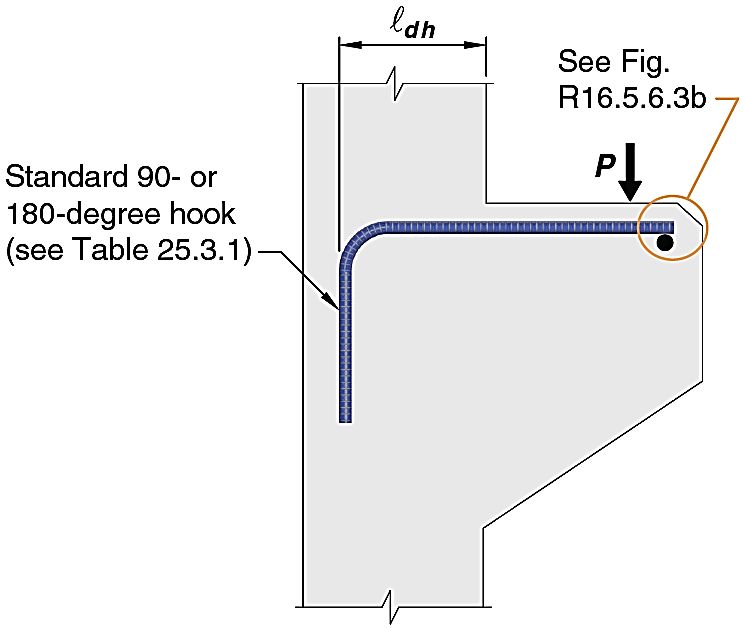 ℓdh
See Fig.
R16.5.6.3b
P
Standard 90- or
180-degree hook
(see Table 25.3.1)